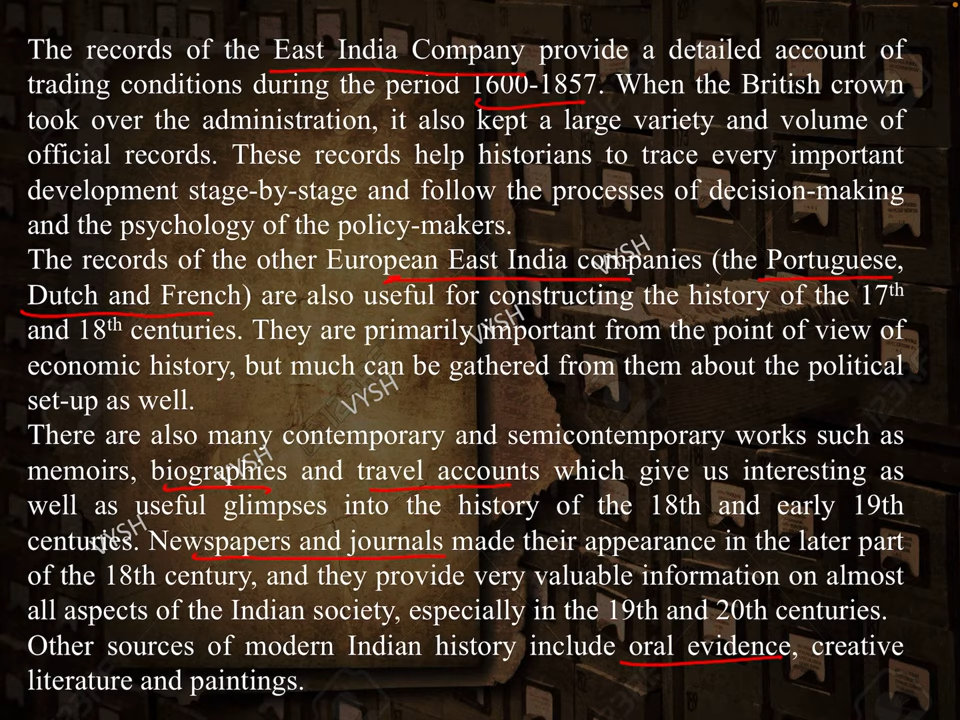 The records of the East India Company provide a detailed account of
trading conditions during the period 1600-1857. When the British crown
took over the administration, it also kept a large variety and volume of
official records. These records help historians to trace every important
development stage-by-stage and follow the processes of decision-making
and the psychology of the policy-makers.
The records of the other European East India companies (the Portuguese,
Dutch and French) are also useful for constructing the history of the 17th
and 18th centuries. They are primarily important from the point of view of
economic history, but much can be gathered from them about the political
set-up as well.
There are also many contemporary and semicontemporary works such as
memoirs, biographies and travel accounts which give us interesting as
well as useful glimpses into the history of the 18th and early 19th
centuries. Newspapers and journals made their appearance in the later part
of the 18th century, and they provide very valuable information on almost
all aspects of the Indian society, especially in the 19th and 20th centuries.
Other sources of modern Indian history include oral evidence, creative
literature and paintings.
VYSH
VYSH
VYSH
VYSH
VYSH